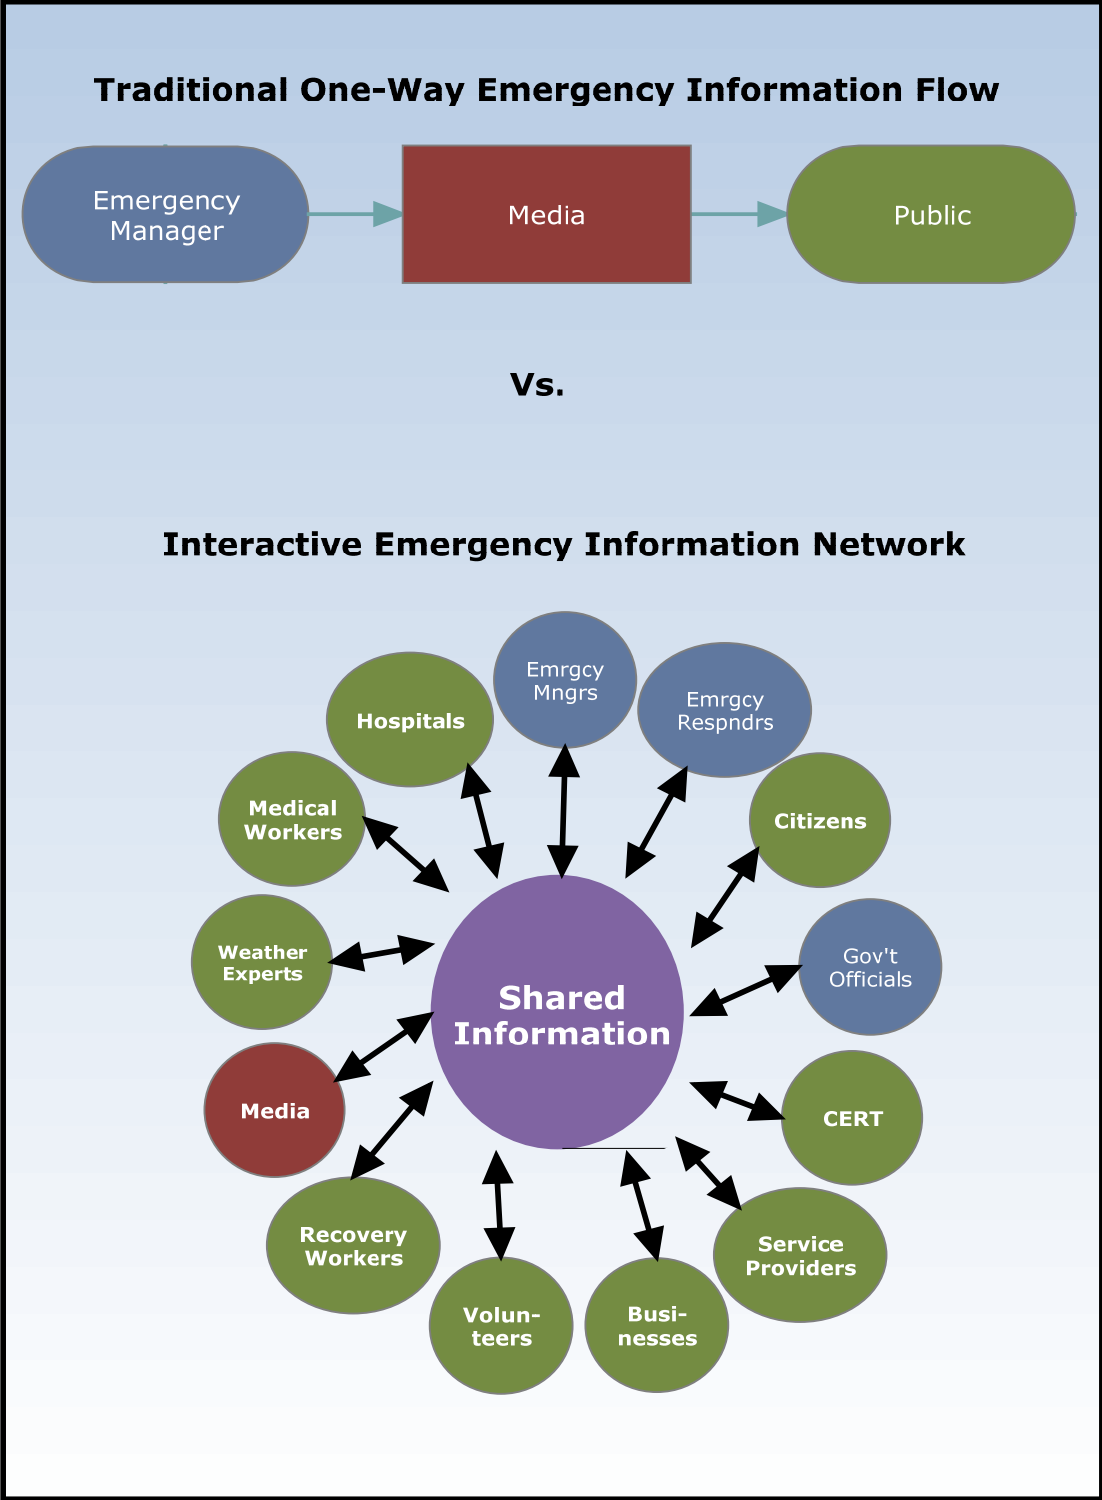 Traditional One-Way Emergency Information Flow
Emergency
Manager
Media
Public
Vs.
Interactive Emergency Information Network
Emrgcy
Mngrs
Emrgcy
Respndrs
Citizens
Gov't
Officials
CERT
Service
Providers
Busi-
nesses
Volun-
teers
Recovery
Workers
Media
Weather
Experts
Medical
Workers
Hospitals
Shared
Information